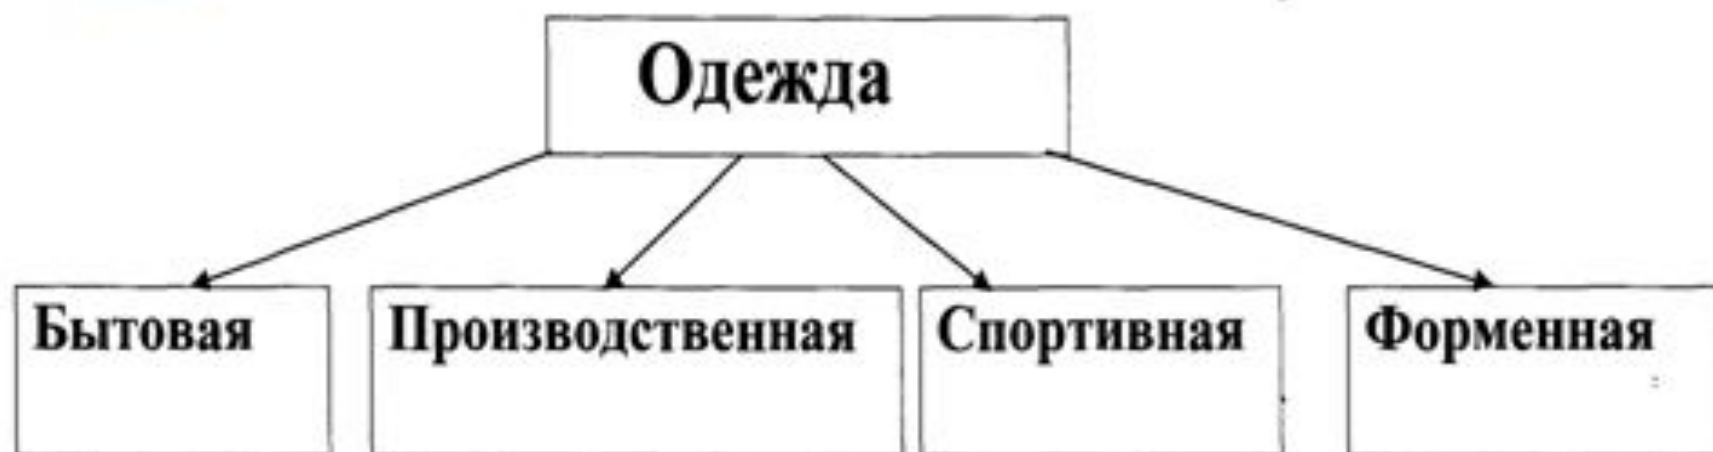 Одежда
Бытовая
Производственная
Спортивная
Форменная